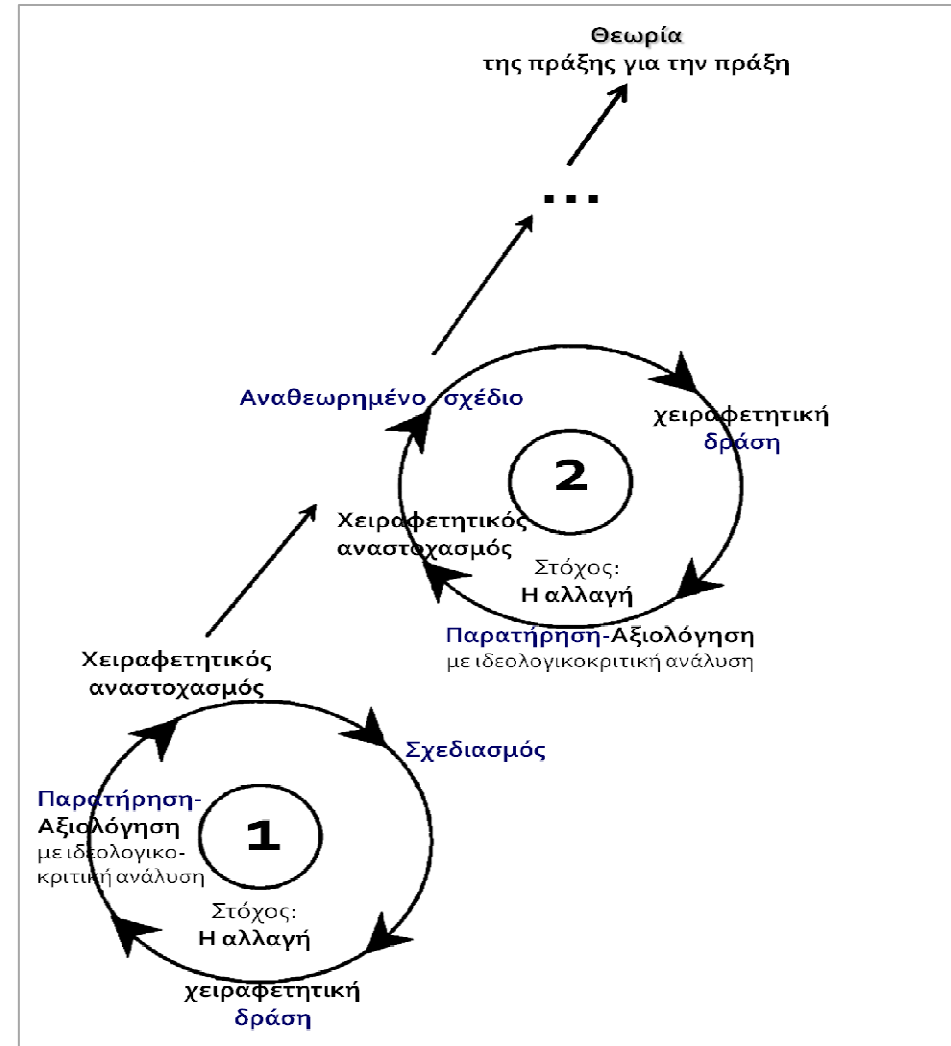 Θεωρία
της πράξης για την πράξη
...
Αναθεωρημένο σχέδιο
χειραφετητική
δράση
2
Χειραφετητικός
αναστοχασμός
Στόχος:
Η αλλαγή
Παρατήρηση-Αξιολόγηση
με ιδεολογικοκριτική ανάλυση
Χειραφετητικός
αναστοχασμός
Σχεδιασμός
Παρατήρηση-
Αξιολόγηση
με ιδεολογικο-
κριτική ανάλυση
1
Στόχος:
Η αλλαγή
χειραφετητική
δράση